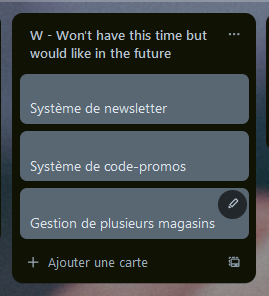 W - Won't have this time but
would like in the future
Système de newsletter
Système de code-promos
Gestion de plusieurs magasins
Ajouter une carte